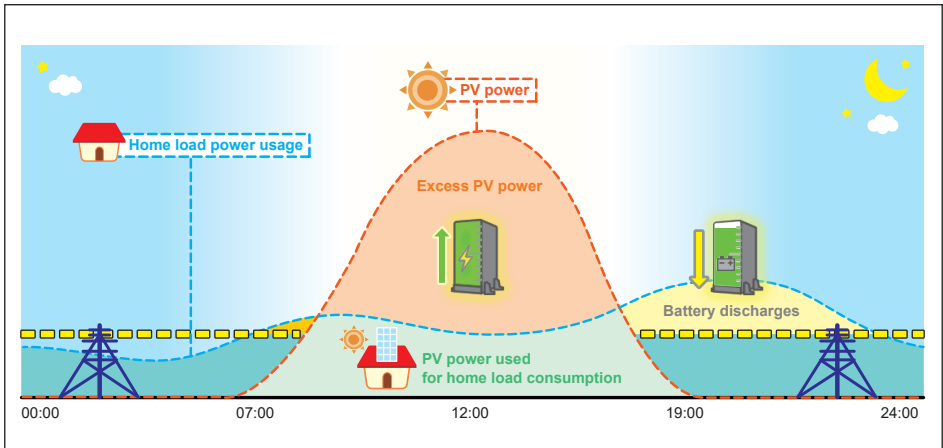 PV power
Home load power usage
Excess PV power
Battery discharges
PV power used
for home load consumption
00:00
07:00
12:00
19:00
24:00